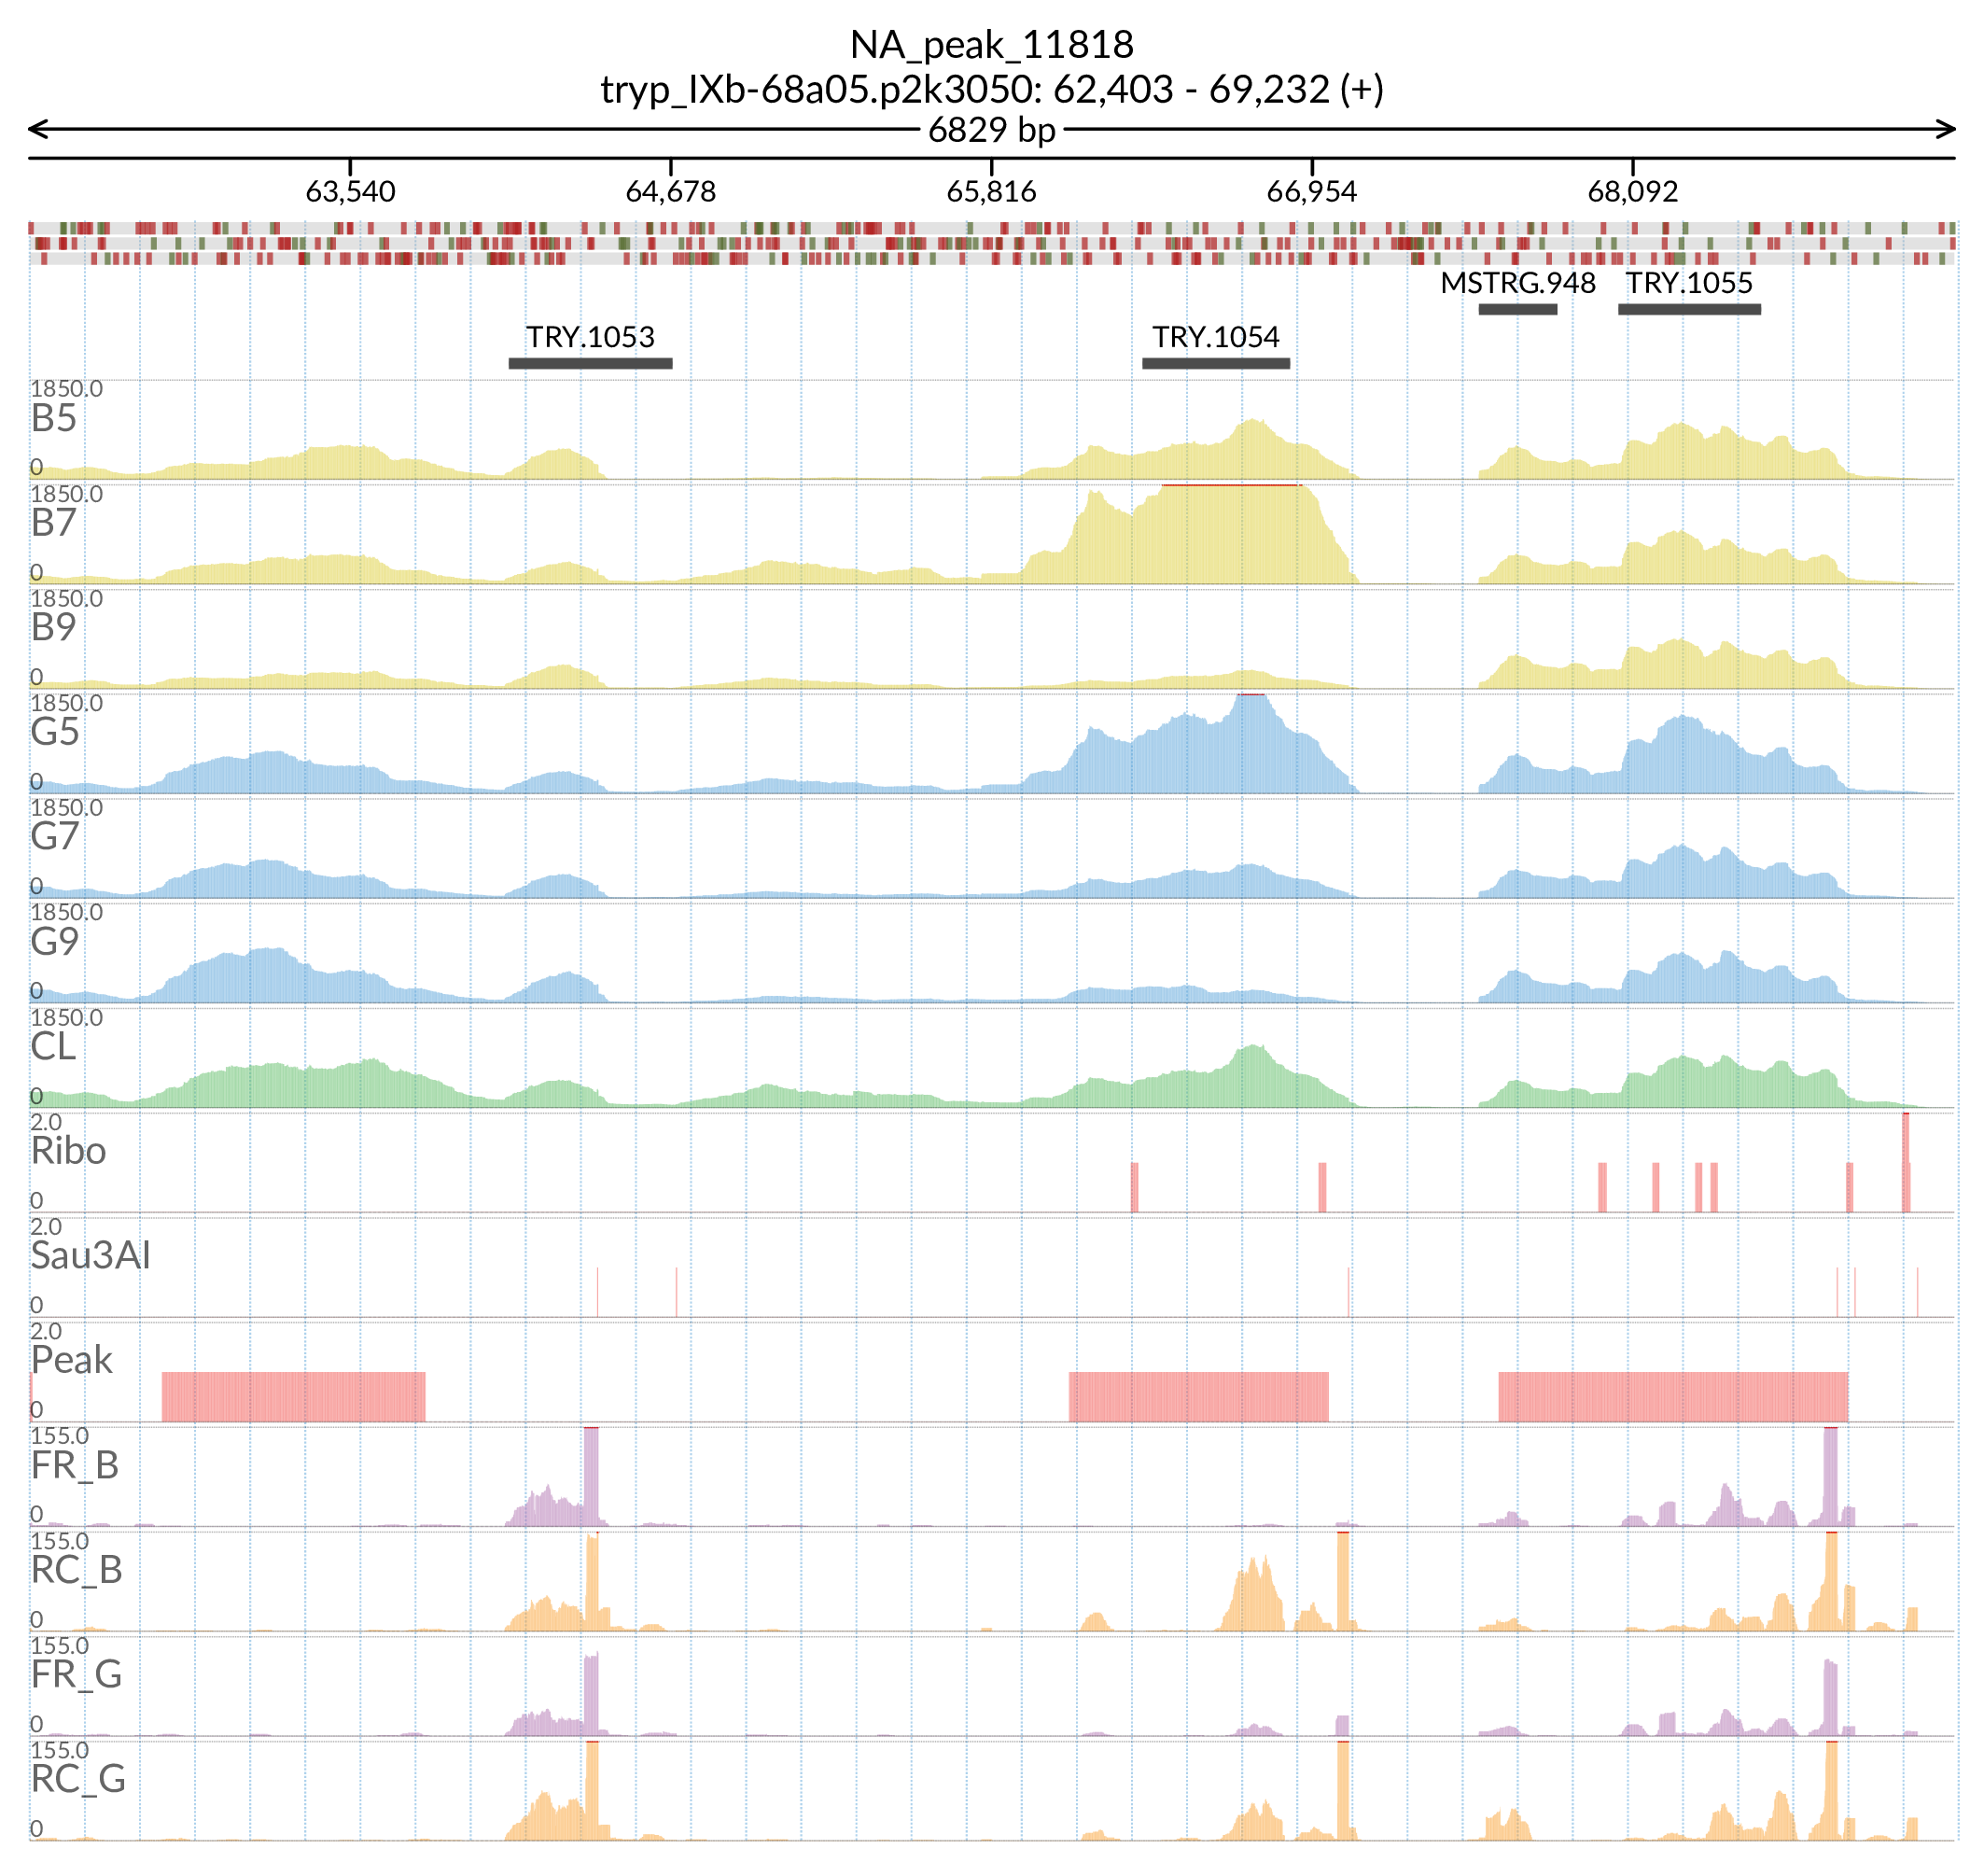 NA_peak_11818
tryp_IXb-68a05.p2k3050: 62,403 - 69,232 (+)
6829 bp
63,540 64,678 65,816 66,954 68,092
MSTRG.948 TRY.1055
TRY.1053 TRY.1054
1850.0
B5
0
1850.0
B7
0
1850.0
B9
0
1850.0
G5
0
1850.0
G7
0
1850.0
G9
0
1850.0
CL
0
2.0
Ribo
0
2.0
Sau3AI
0
2.0
Peak
0
155.0
FR_B
0
155.0
RC_B
0
155.0
FR_G
0
155.0
RC_G
0